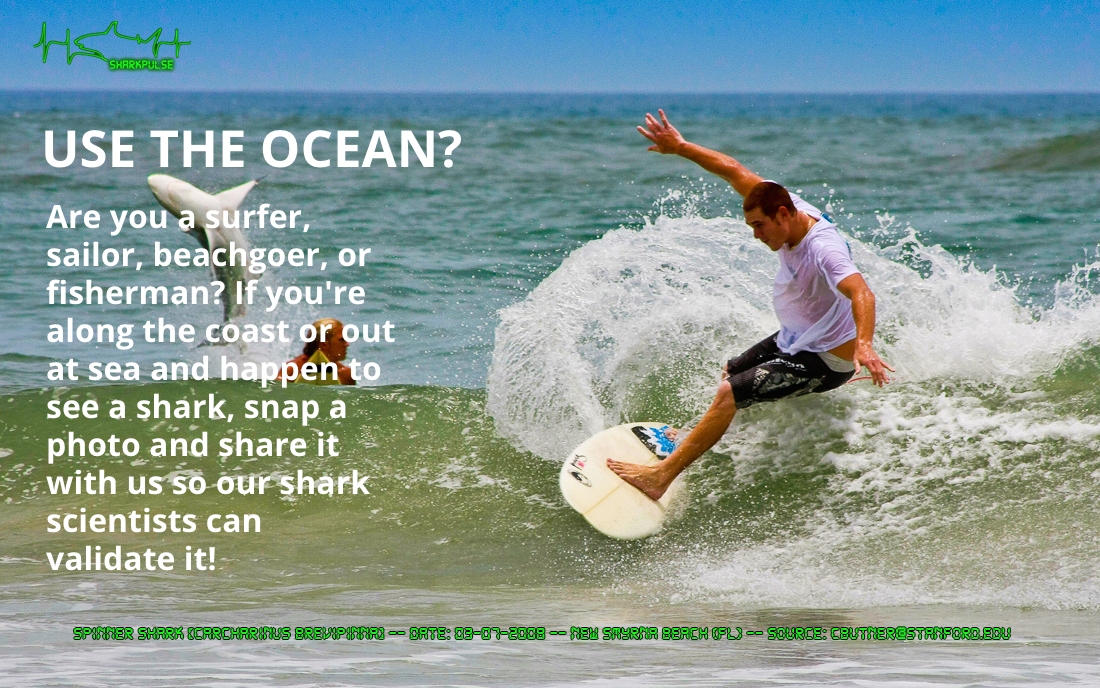 SHARKPULSE
USE THE OCEAN?
Are you a surfer,
sailor, beachgoer, or
fisherman? If you're
along the coast or out
at sea and happen to
see a shark, snap a
photo and share it
with us so our shark
scientists can
validate it!
SPINNER SHARK (CARCHARINUS BREVIPINNA) -- DATE: 03-07-2008 -- NEW SMYRNA BEACH (FL) -- SOURCE: CBUTNER@STANFORD.EDU